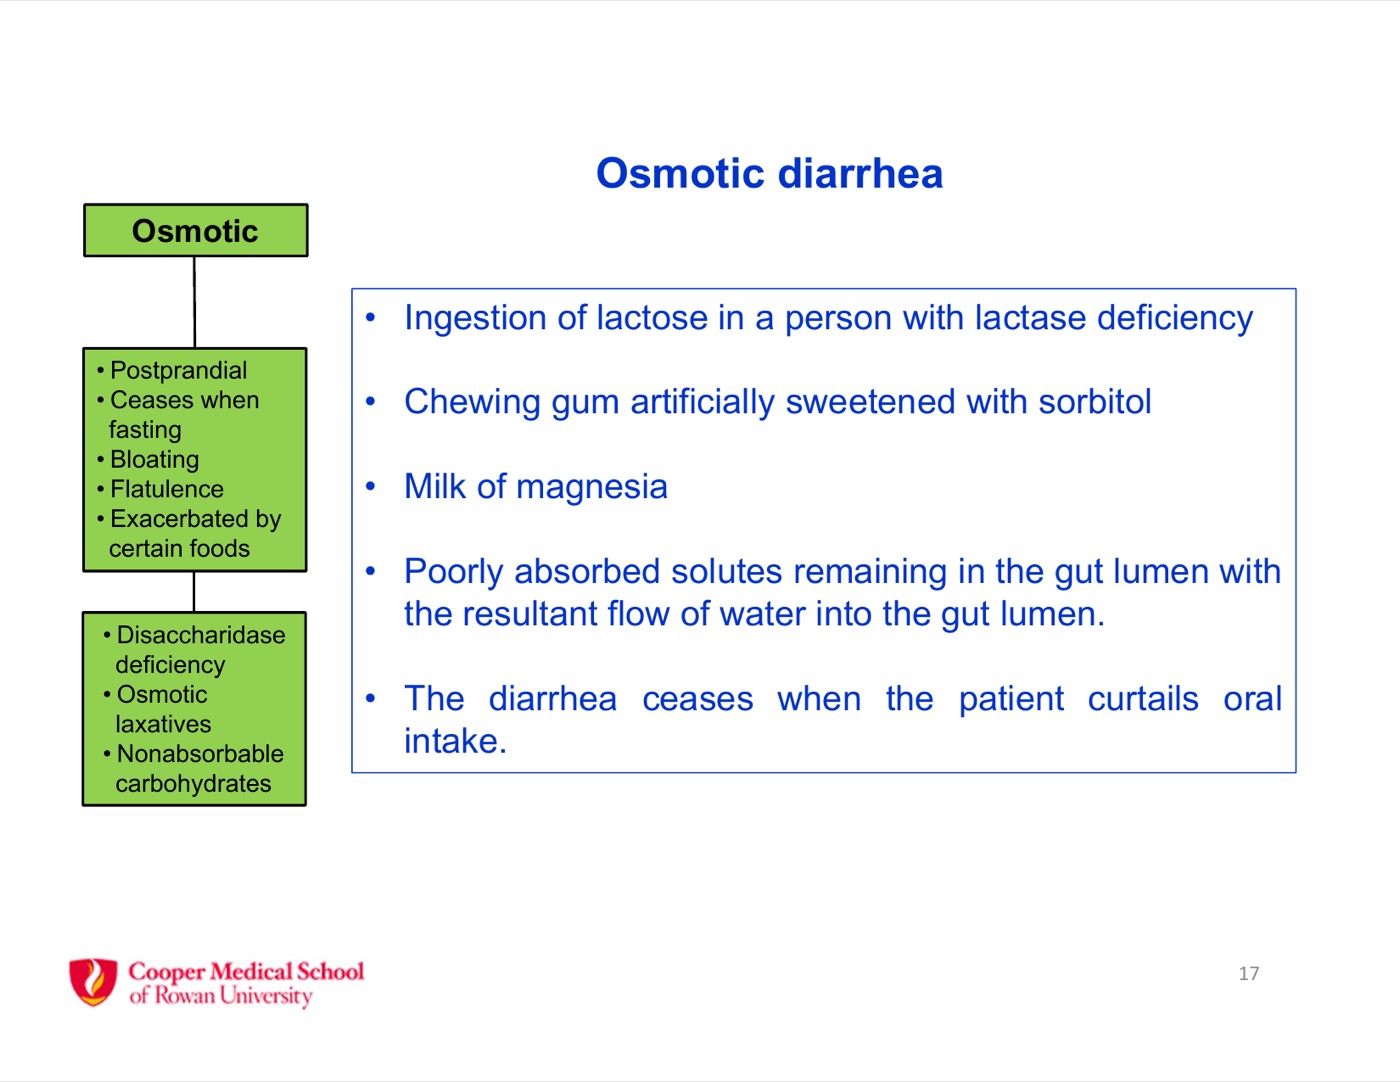 Osmotic diarrhea
Osmotic
• Postprandial
• Ceases when
fasting
• Bloating
• Flatulence
• Exacerbated by
certain foods
• Disaccharidase
deficiency
• Osmotic
laxatives
• Nonabsorbable
carbohydrates
• Ingestion of lactose in a person with lactase deficiency
• Chewing gum artificially sweetened with sorbitol
• Milk of magnesia
• Poorly absorbed solutes remaining in the gut lumen with
the resultant flow of water into the gut lumen.
• The diarrhea ceases when the patient curtails oral
intake.
Cooper Medical School
of Rowan University
17